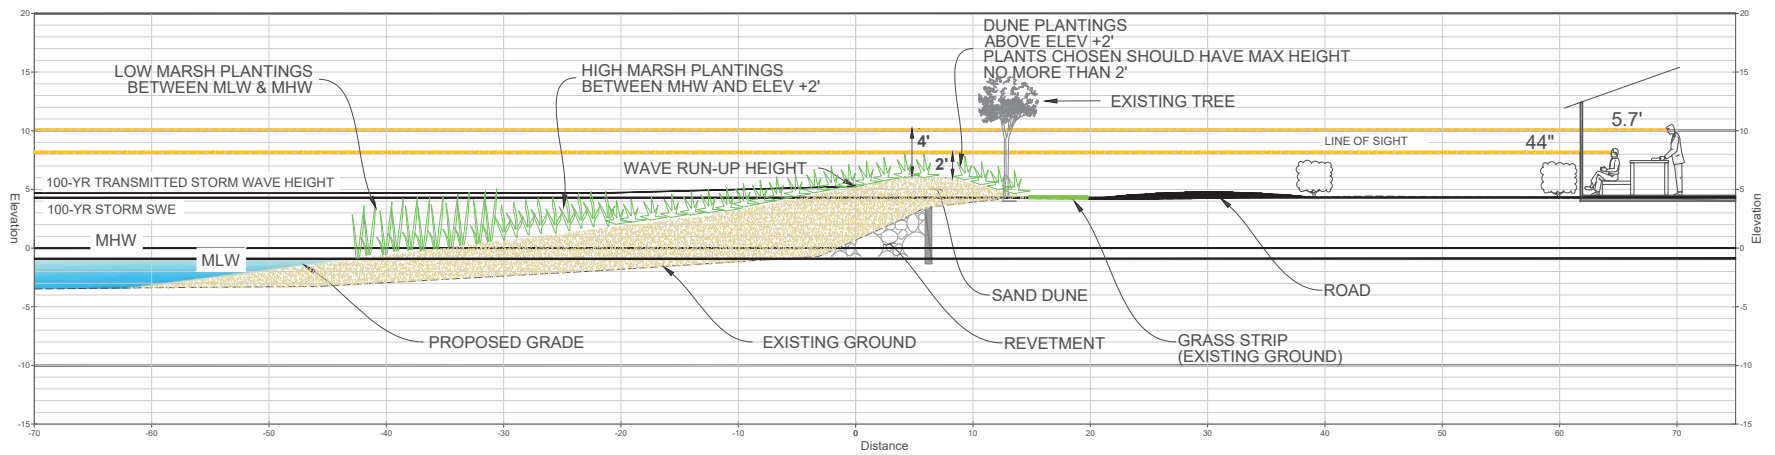 DUNE PLANTINGS
ABOVE ELEV +2'
PLANTS CHOSEN SHOULD HAVE MAX HEIGHT
NO MORE THAN 2'
LOW MARSH PLANTINGS
BETWEEN MLW & MHW
HIGH MARSH PLANTINGS
BETWEEN MHW AND ELEV +2'
EXISTING TREE
5.7'
44"
LINE OF SIGHT
4'
2'
WAVE RUN-UP HEIGHT
100-YR TRANSMITTED STORM WAVE HEIGHT
100-YR STORM SWE
MHW
MLW
SAND DUNE
ROAD
PROPOSED GRADE
EXISTING GROUND
REVETMENT
GRASS STRIP
(EXISTING GROUND)
20
15
10
5
0
-5
-10
-15
Elevation
20
15
10
5
0
-5
-10
-15
Elevation
-70 -60 -50 -40 -30 -20 -10 0 10 20 30 40 50 60 70
Distance